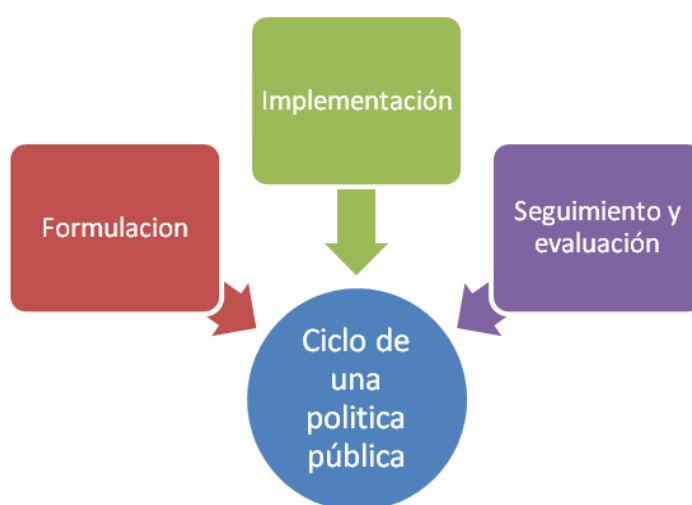 Implementación
Formulacion
Seguimiento y
evaluación
Ciclo de
una
politica
pública